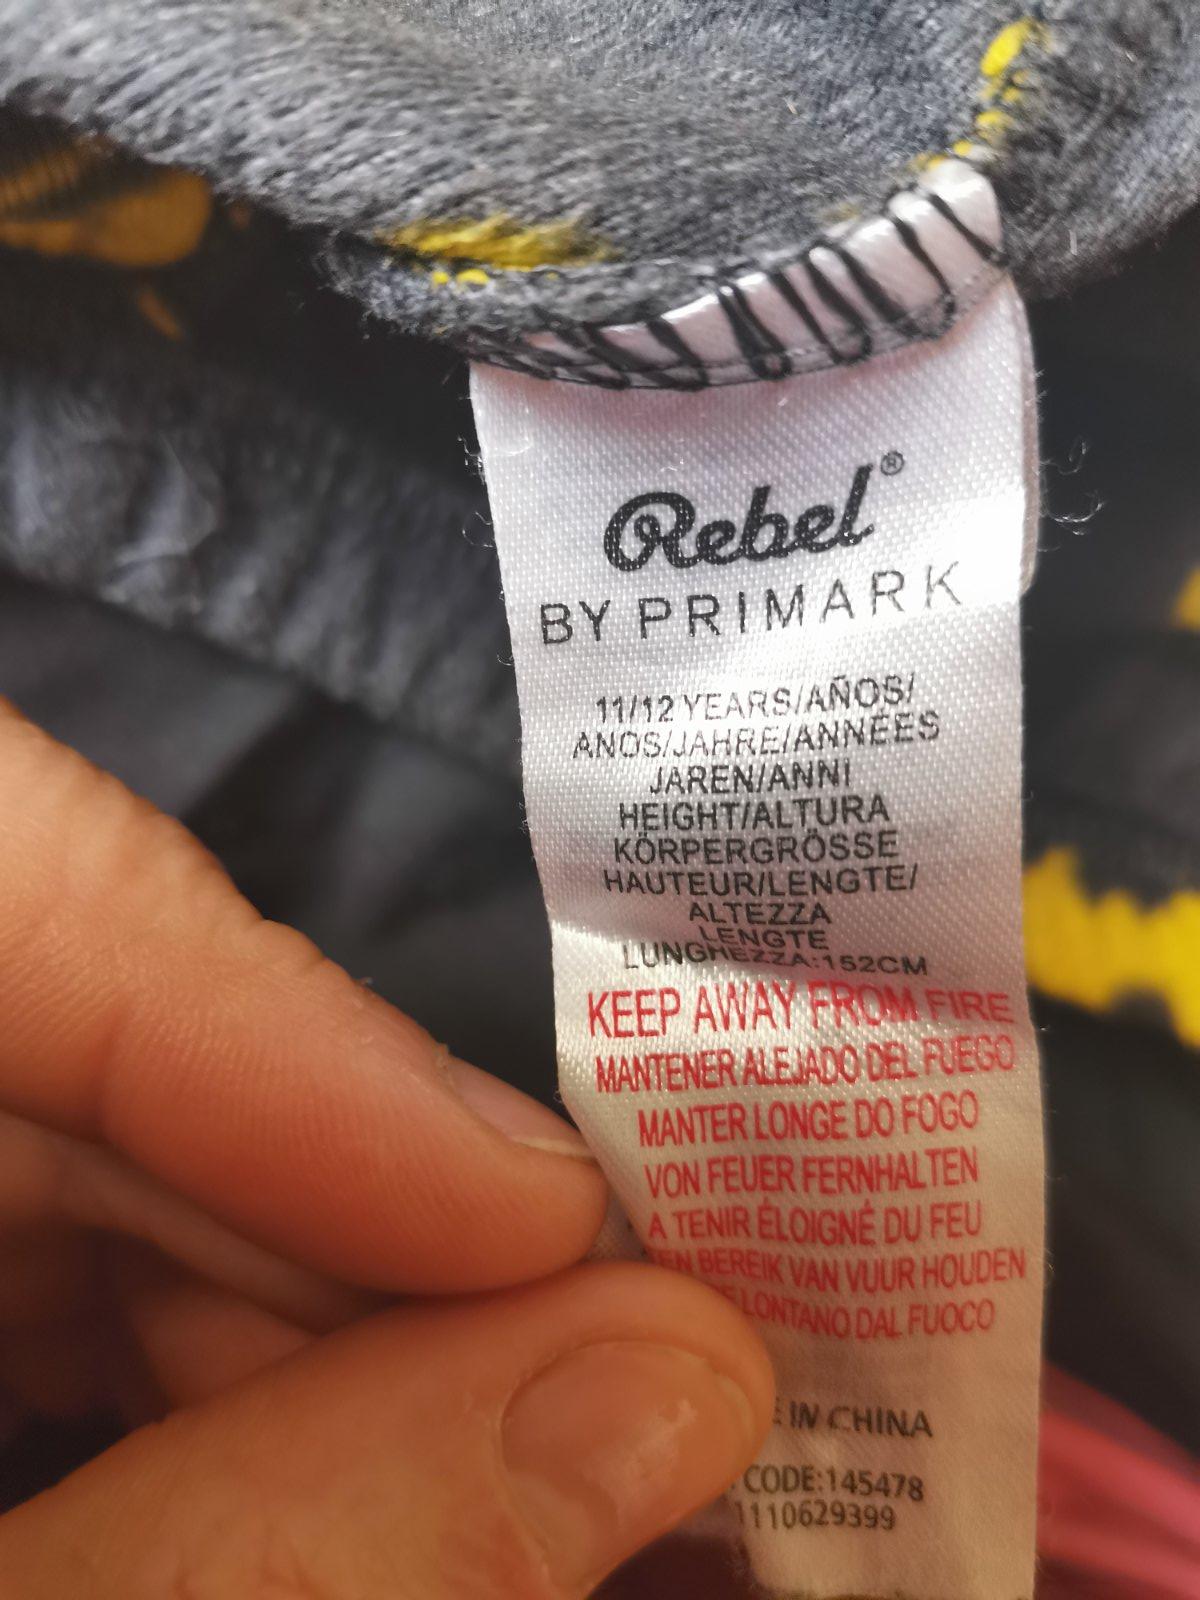 Rebel®
BY PRIMARK
11/12 YEARS/AÑOS/
ANOS/JAHRE/ANNÉES
JAREN/ANNI
HEIGHT/ALTURA
KÖRPERGRÖSSE
HAUTEUR/LENGTE/
ALTEZZA
LENGTE
LUNGHEZZA:152CM
KEEP AWAY FROM FIRE
MANTENER ALEJADO DEL FUEGO
MANTER LONGE DO FOGO
VON FEUER FERNHALTEN
A TENIR ÉLOIGNÉ DU FEU
EN BEREIK VAN VUUR HOUDEN
LONTANO DAL FUOCO
IN CHINA
CODE:145478
1110629399